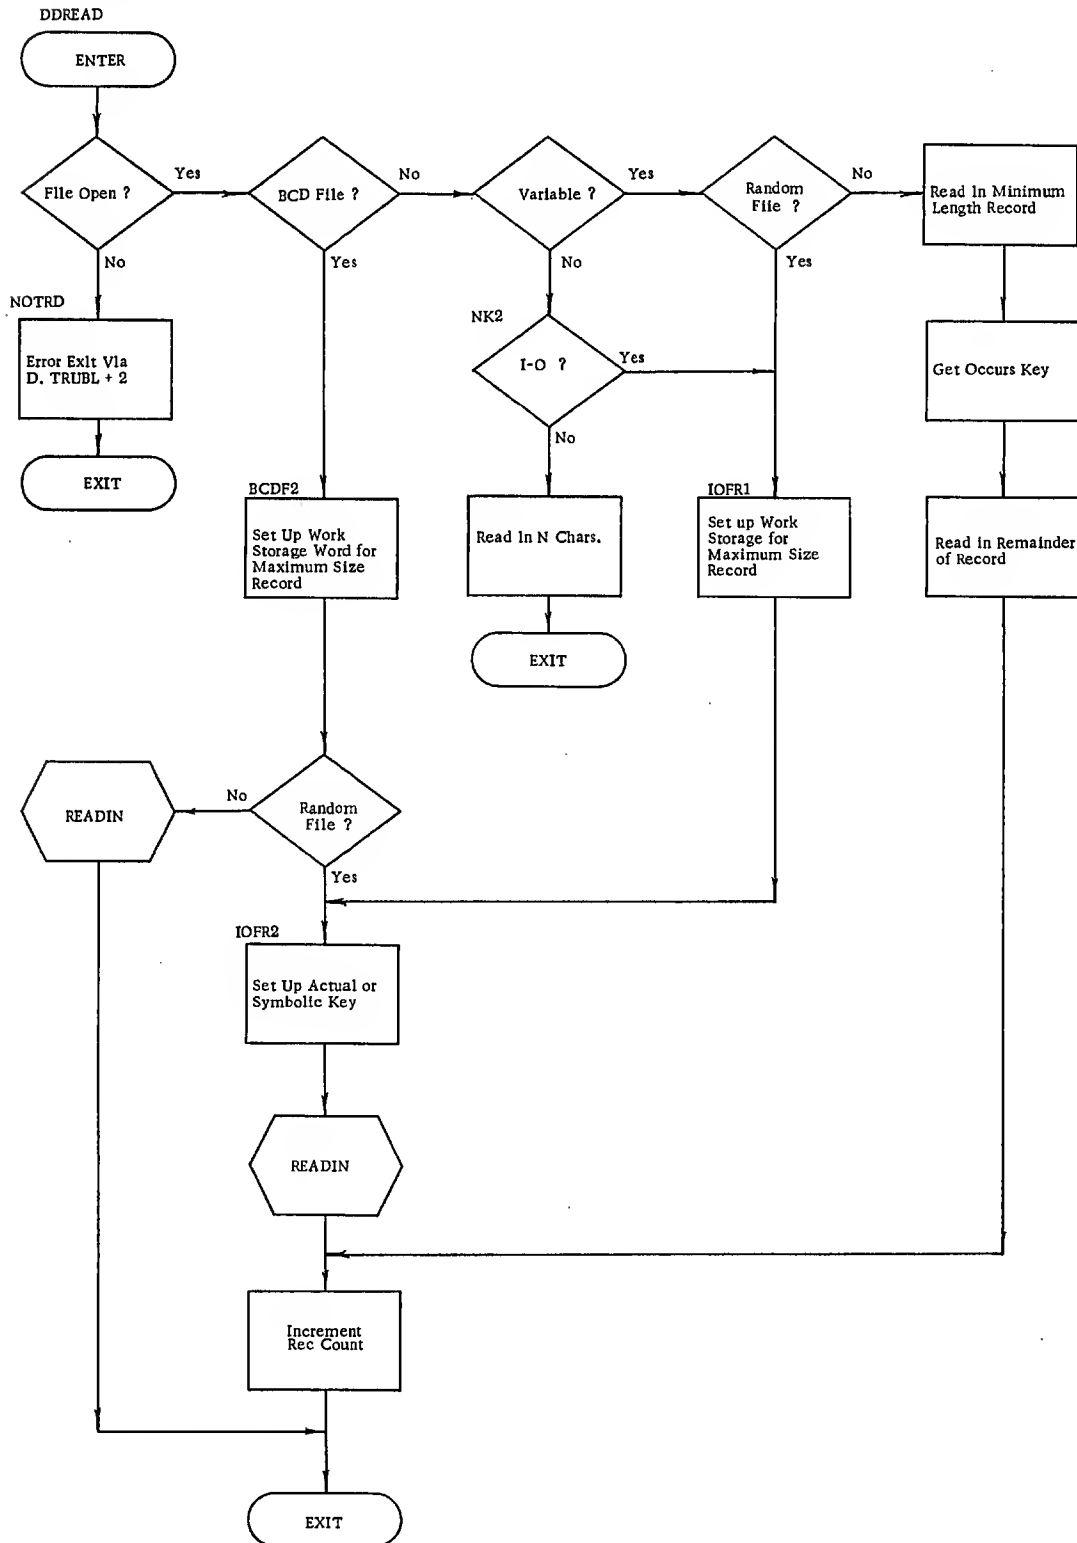 DDREAD
ENTER
File Open ?
Yes
No
BCD File ?
No
Yes
Variable ?
Yes
No
Random
File ?
No
Yes
Read In Minimum
Length Record
NOTRD
Error Exit Via
D. TRUBL + 2
EXIT
NK2
I-O ?
Yes
No
Get Occurs Key
BCDF2
Set Up Work
Storage Word for
Maximum Size
Record
Read In N Chars.
EXIT
IOFR1
Set up Work
Storage for
Maximum Size
Record
Read in Remainder
of Record
READIN
No
Random
File ?
Yes
IOFR2
Set Up Actual or
Symbolic Key
READIN
Increment
Rec Count
EXIT